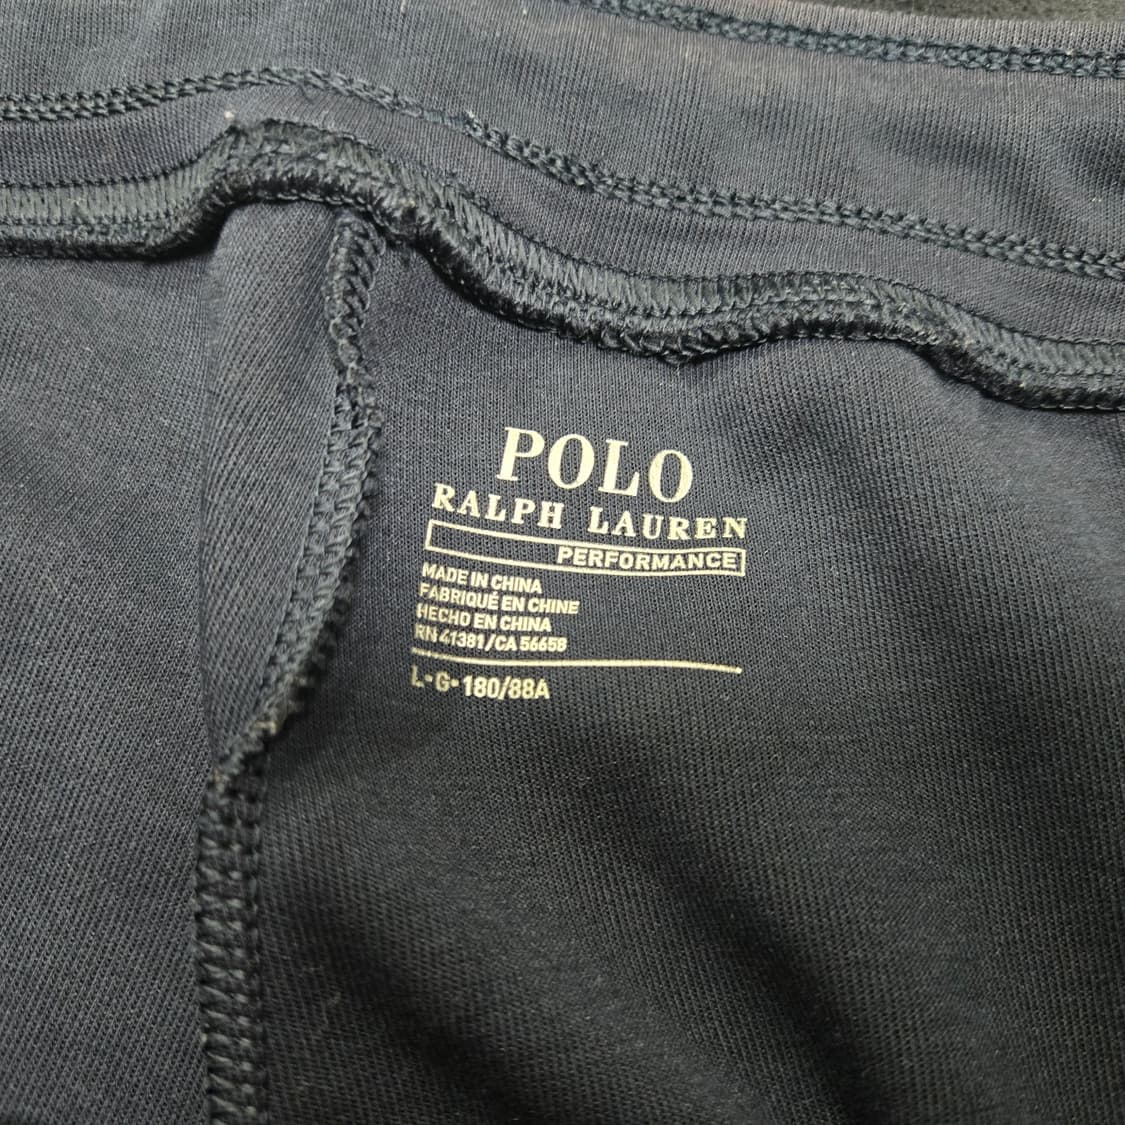 POLO
RALPH LAUREN
PERFORMANCE
MADE IN CHINA
FABRIQUÉ EN CHINE
HECHO EN CHINA
RN 41381/CA 56658
L•G•180/88A